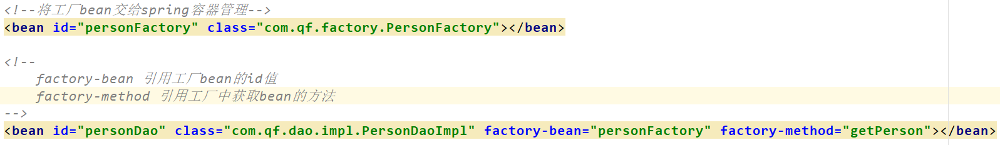 <!--将工厂bean交给spring容器管理-->
<bean id="personFactory" class="com.qf.factory.PersonFactory"></bean>
<!--
factory-bean 引用工厂bean的id值
factory-method 引用工厂中获取bean的方法
-->
<bean id="personDao" class="com.qf.dao.impl.PersonDaoImpl" factory-bean="personFactory" factory-method="getPerson"></bean>